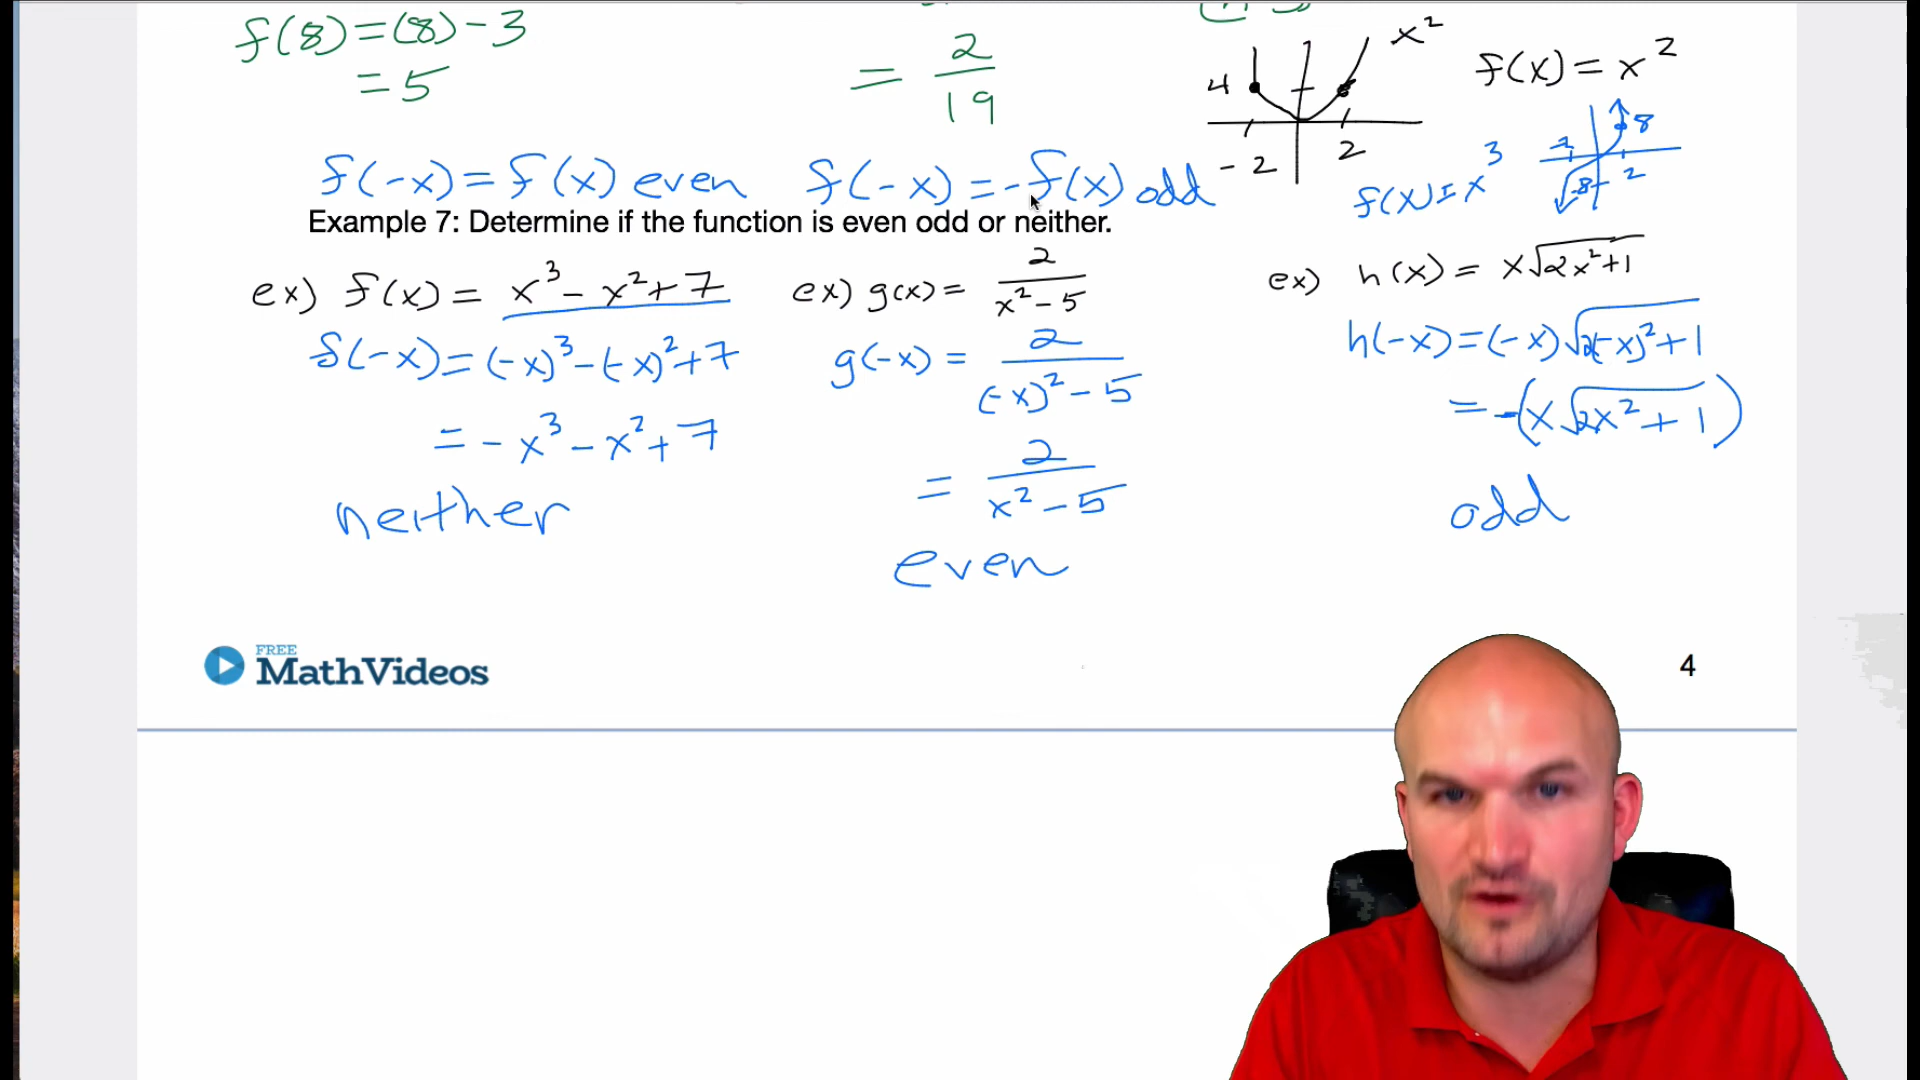 f(8) = (8) - 3
= 5
= 2/19
x²
4
-2
2
f(x) = x²
f(x) = x³
8
-2
2
-8
f(-x) = f(x) even
f(-x) = -f(x) odd
Example 7: Determine if the function is even odd or neither.
ex) f(x) = x³ - x² + 7
f(-x) = (-x)³ - (-x)² + 7
= -x³ - x² + 7
neither
ex) g(x) = 2/(x² - 5)
g(-x) = 2/((-x)² - 5)
= 2/(x² - 5)
even
ex) h(x) = x√(2x²+1)
h(-x) = (-x)√(2(-x)²+1)
= -(x√(2x²+1))
odd
FREE
MathVideos
4